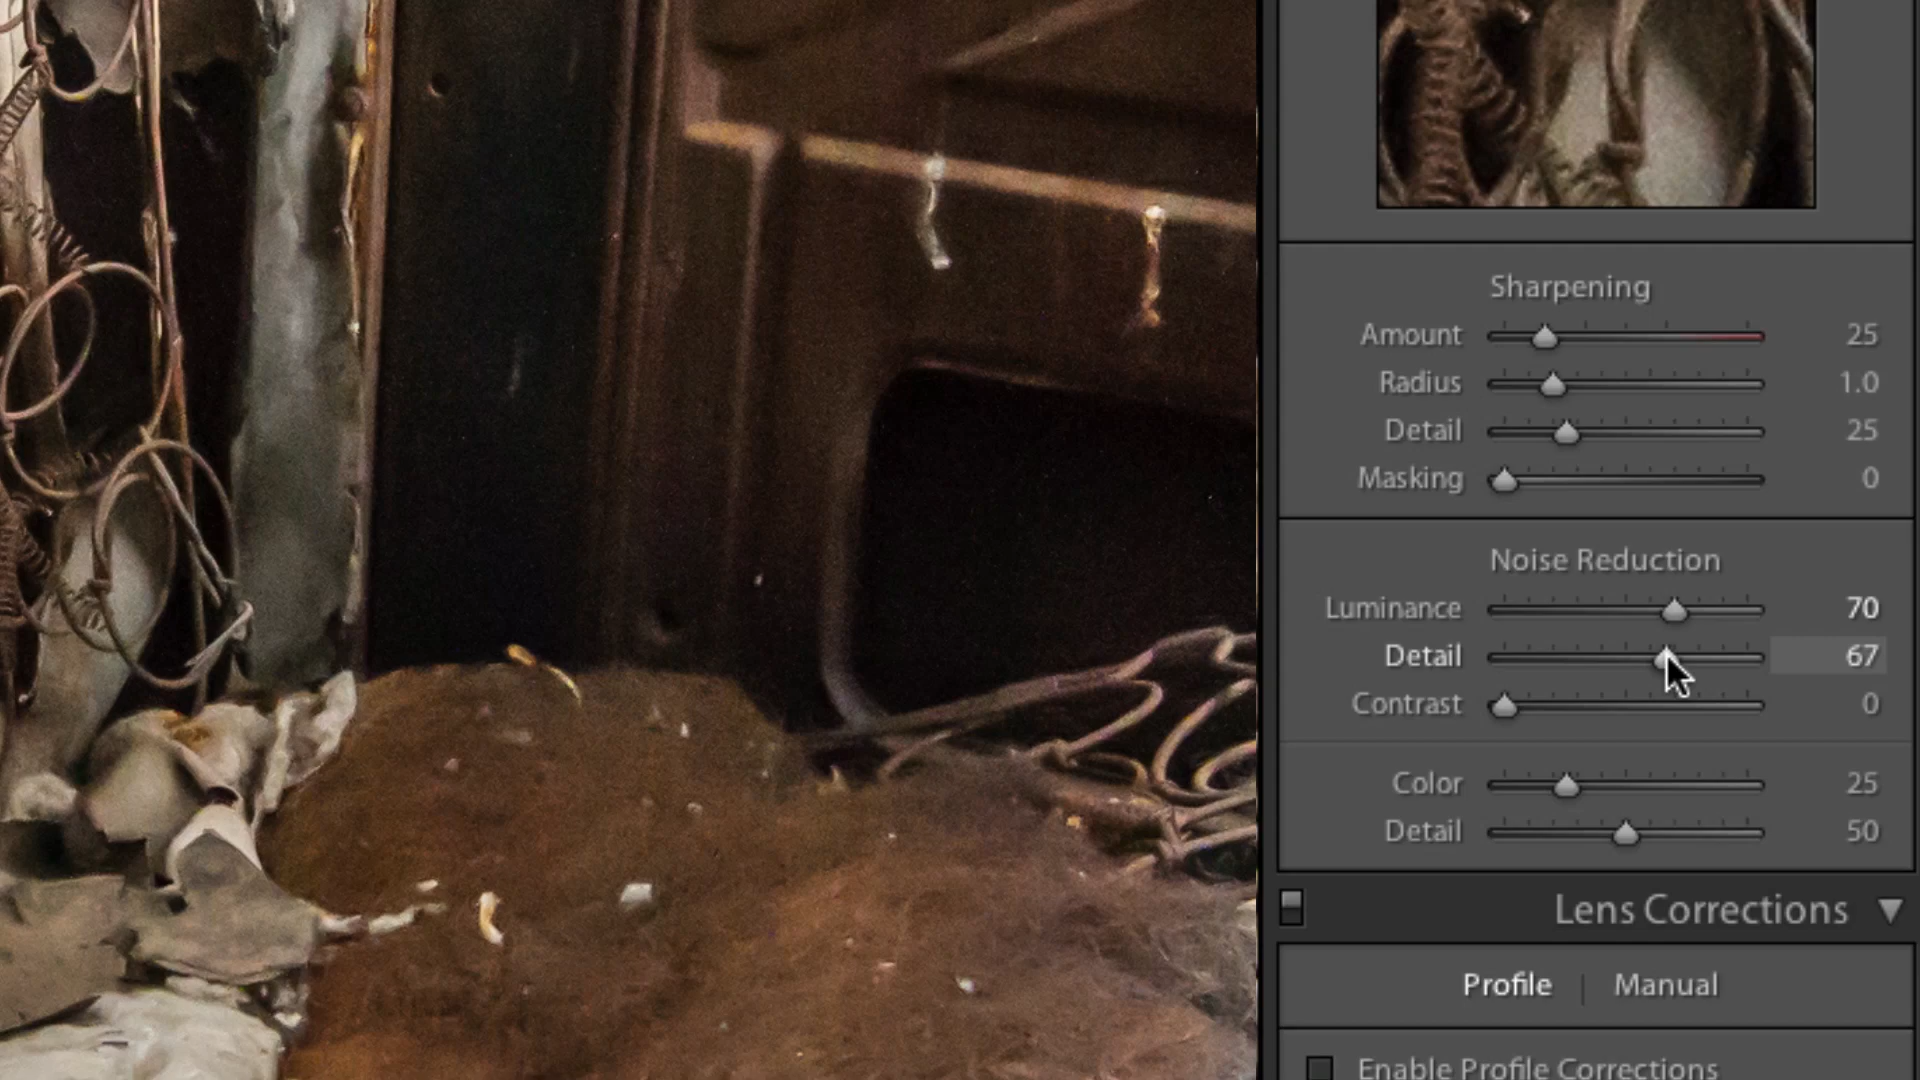 Sharpening
Amount 25
Radius 1.0
Detail 25
Masking 0
Noise Reduction
Luminance 70
Detail 67
Contrast 0
Color 25
Detail 50
Lens Corrections
Profile | Manual
Enable Profile Corrections